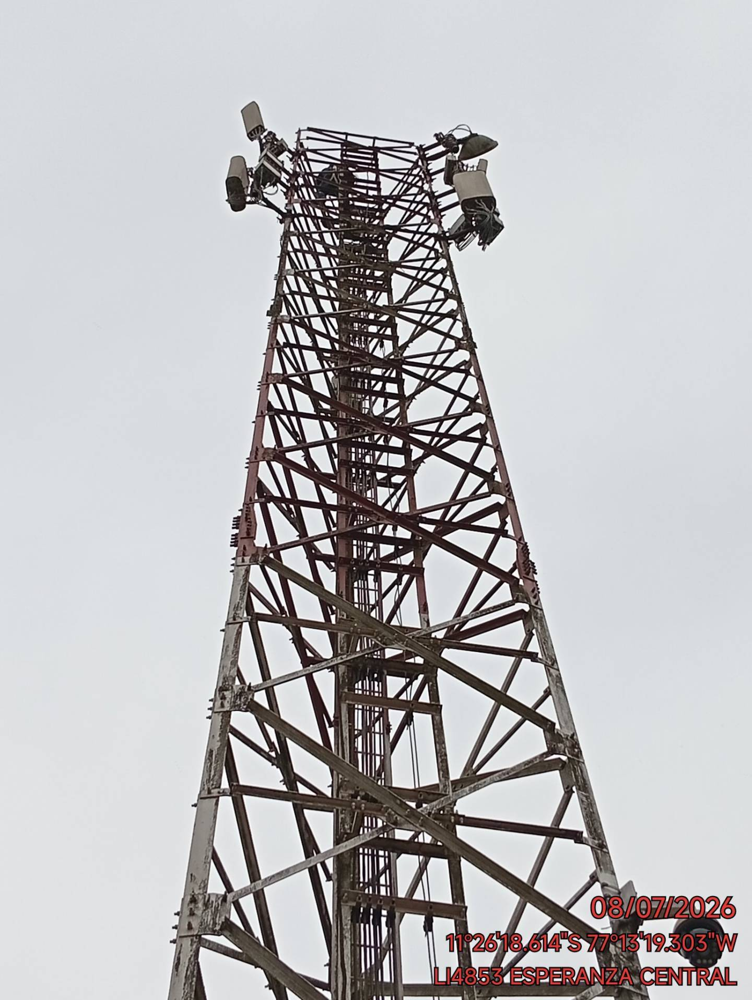 08/07/2026
11°26'18.614"S 77°13'19.303"W
LI4853 ESPERANZA CENTRAL